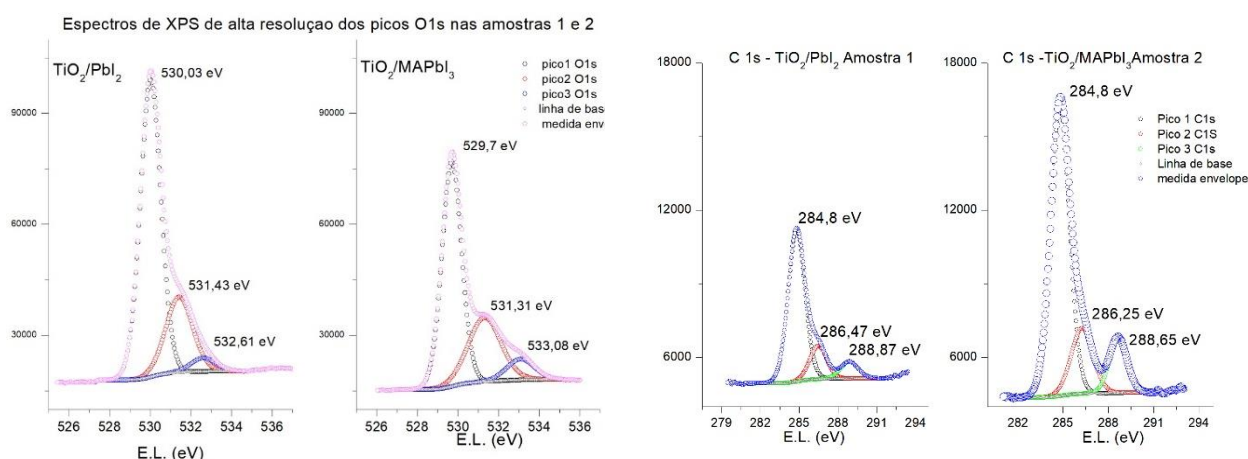 Espectros de XPS de alta resoluçao dos picos O1s nas amostras 1 e 2
TiO2/PbI2
530,03 eV
531,43 eV
532,61 eV
90000
60000
30000
526 528 530 532 534 536
E.L. (eV)
TiO2/MAPbI3
pico1 O1s
pico2 O1s
pico3 O1s
linha de base
medida env
529,7 eV
531,31 eV
533,08 eV
90000
60000
30000
526 528 530 532 534 536
E.L. (eV)
C 1s - TiO2/PbI2 Amostra 1
18000
12000
6000
284,8 eV
286,47 eV
288,87 eV
279 282 285 288 291 294
E.L. (eV)
C 1s -TiO2/MAPbI3Amostra 2
18000
12000
6000
284,8 eV
Pico 1 C1s
Pico 2 C1S
Pico 3 C1s
Linha de base
medida envelope
286,25 eV
288,65 eV
282 286 290 294
E.L. (eV)